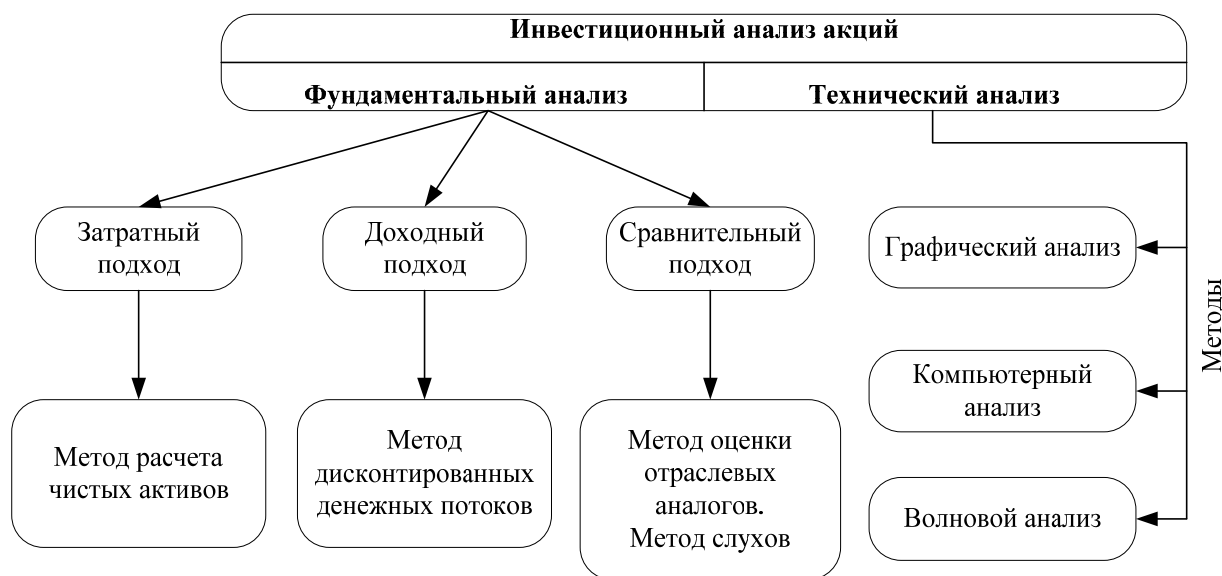 Инвестиционный анализ акций
Фундаментальный анализ
Технический анализ
Затратный
подход
Доходный
подход
Сравнительный
подход
Метод расчета
чистых активов
Метод
дисконтированных
денежных потоков
Метод оценки
отраслевых
аналогов.
Метод слухов
Графический анализ
Компьютерный
анализ
Волновой анализ
Методы